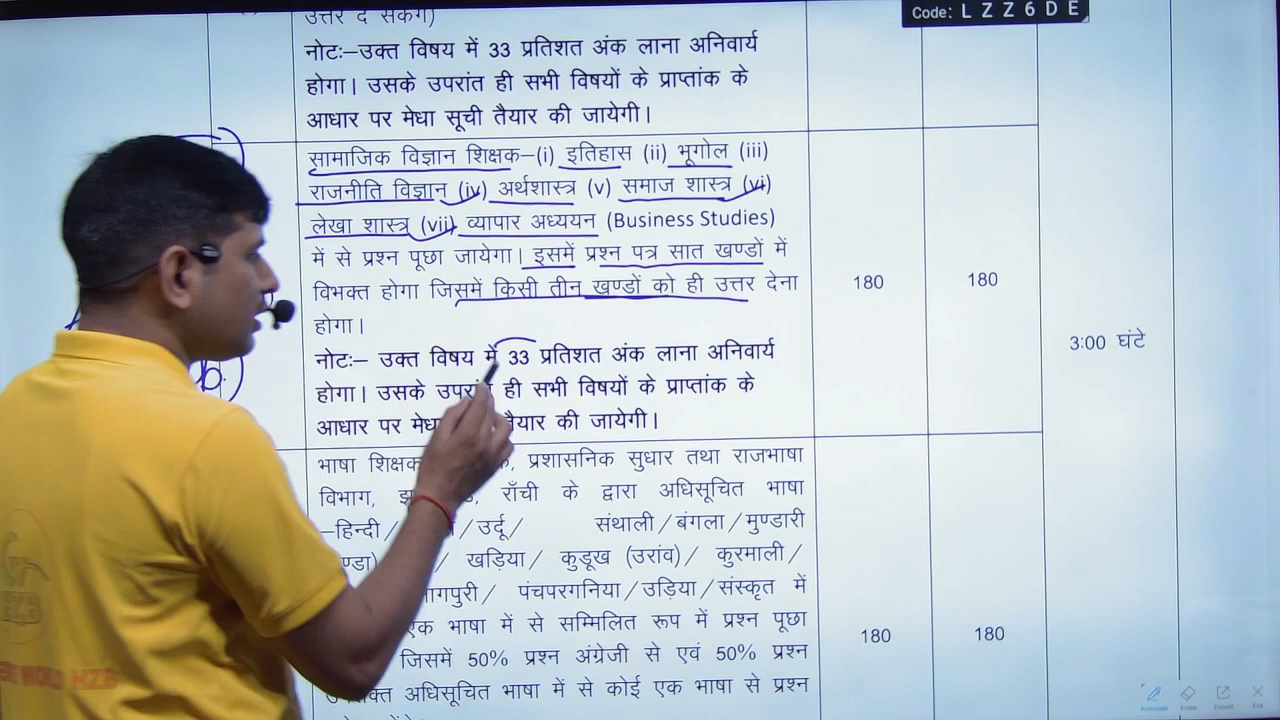 Code: L Z Z 6 D E
उत्तर दे सकेंगे)
नोटः–उक्त विषय में 33 प्रतिशत अंक लाना अनिवार्य
होगा। उसके उपरांत ही सभी विषयों के प्राप्तांक के
आधार पर मेधा सूची तैयार की जायेगी।
सामाजिक विज्ञान शिक्षक–(i) इतिहास (ii) भूगोल (iii)
राजनीति विज्ञान (iv) अर्थशास्त्र (v) समाज शास्त्र (vi)
लेखा शास्त्र (vii) व्यापार अध्ययन (Business Studies)
में से प्रश्न पूछा जायेगा। इसमें प्रश्न पत्र सात खण्डों में
विभक्त होगा जिसमें किसी तीन खण्डों को ही उत्तर देना
होगा।
180
180
नोटः– उक्त विषय में 33 प्रतिशत अंक लाना अनिवार्य
होगा। उसके ही सभी विषयों के प्राप्तांक के
आधार पर मेधा तैयार की जायेगी।
3:00 घंटे
भाषा शिक्षक प्रशासनिक सुधार तथा राजभाषा
विभाग, राँची के द्वारा अधिसूचित भाषा
–हिन्दी/ उर्दू/ संथाली/बंगला/मुण्डारी
खड़िया/ कुडूख (उरांव)/ कुरमाली/
पंचपरगनिया/उड़िया/संस्कृत में
एक भाषा में से सम्मिलित रूप में प्रश्न पूछा
जिसमें 50% प्रश्न अंग्रेजी से एवं 50% प्रश्न
अधिसूचित भाषा में से कोई एक भाषा से प्रश्न
180
180
Annotate Erase Export Exit